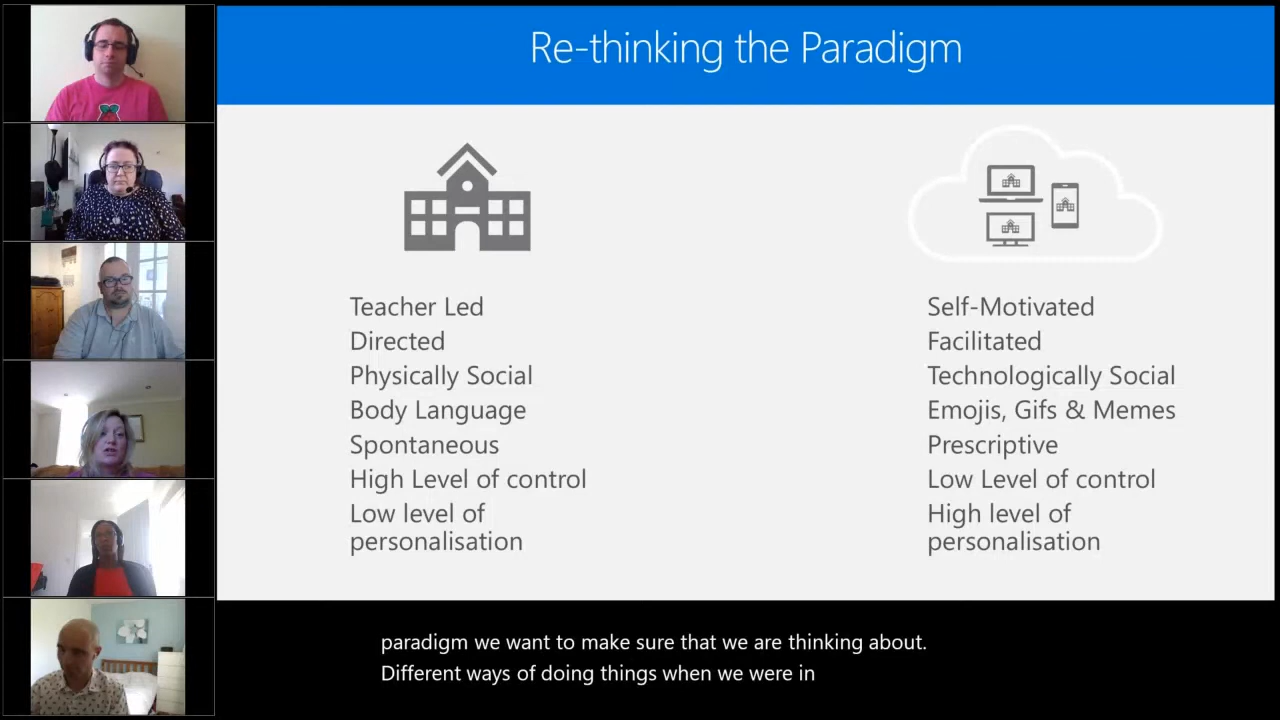 Re-thinking the Paradigm
Teacher Led
Directed
Physically Social
Body Language
Spontaneous
High Level of control
Low level of
personalisation
Self-Motivated
Facilitated
Technologically Social
Emojis, Gifs & Memes
Prescriptive
Low Level of control
High level of
personalisation
paradigm we want to make sure that we are thinking about.
Different ways of doing things when we were in